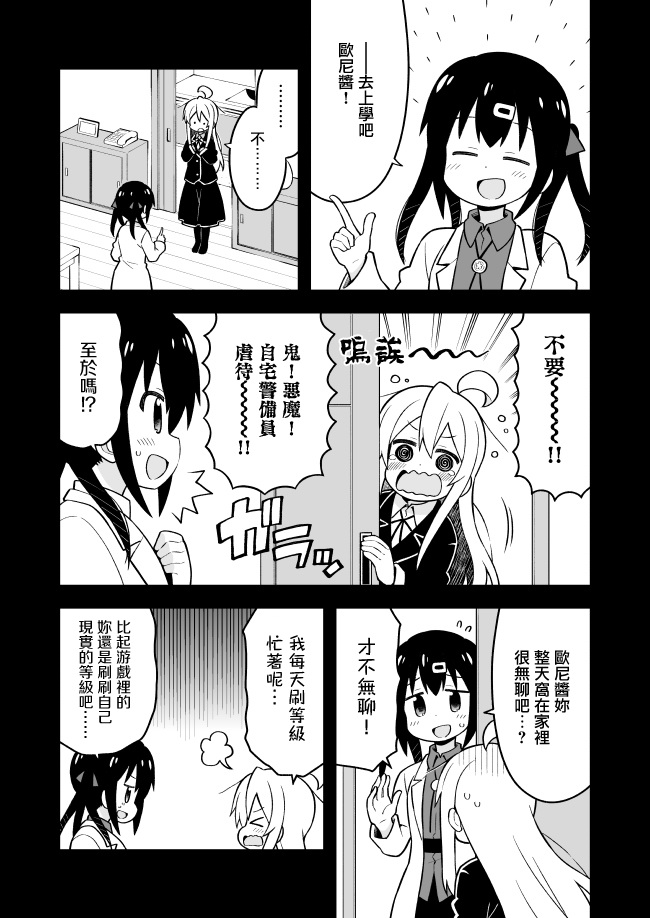 ——去上學吧
歐尼醬！
⋯⋯⋯
不⋯⋯⋯
不要～～～!!
嗚誒～～
鬼！惡魔！
自宅警備員
虐待～～～!!
ガラッ
至於嗎!?
歐尼醬妳
整天窩在家裡
很無聊吧⋯？
才不無聊！
我每天刷等級
忙著呢⋯
比起游戲裡的
妳還是刷刷自己
現實的等級吧⋯⋯